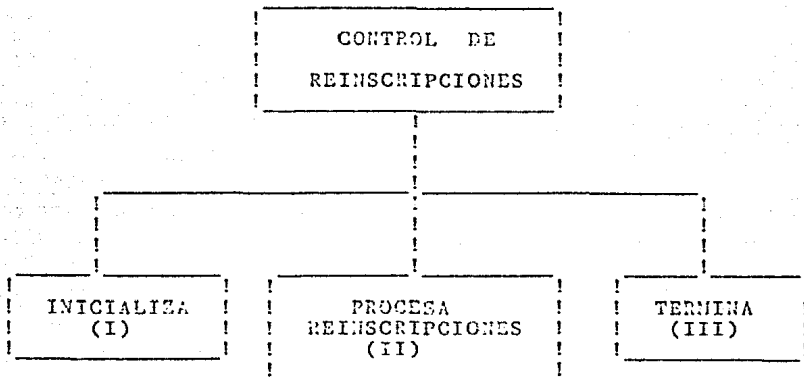 CONTROL DE
REINSCRIPCIONES
INICIALIZA
(I)
PROCESA
REINSCRIPCIONES
(II)
TERMINA
(III)